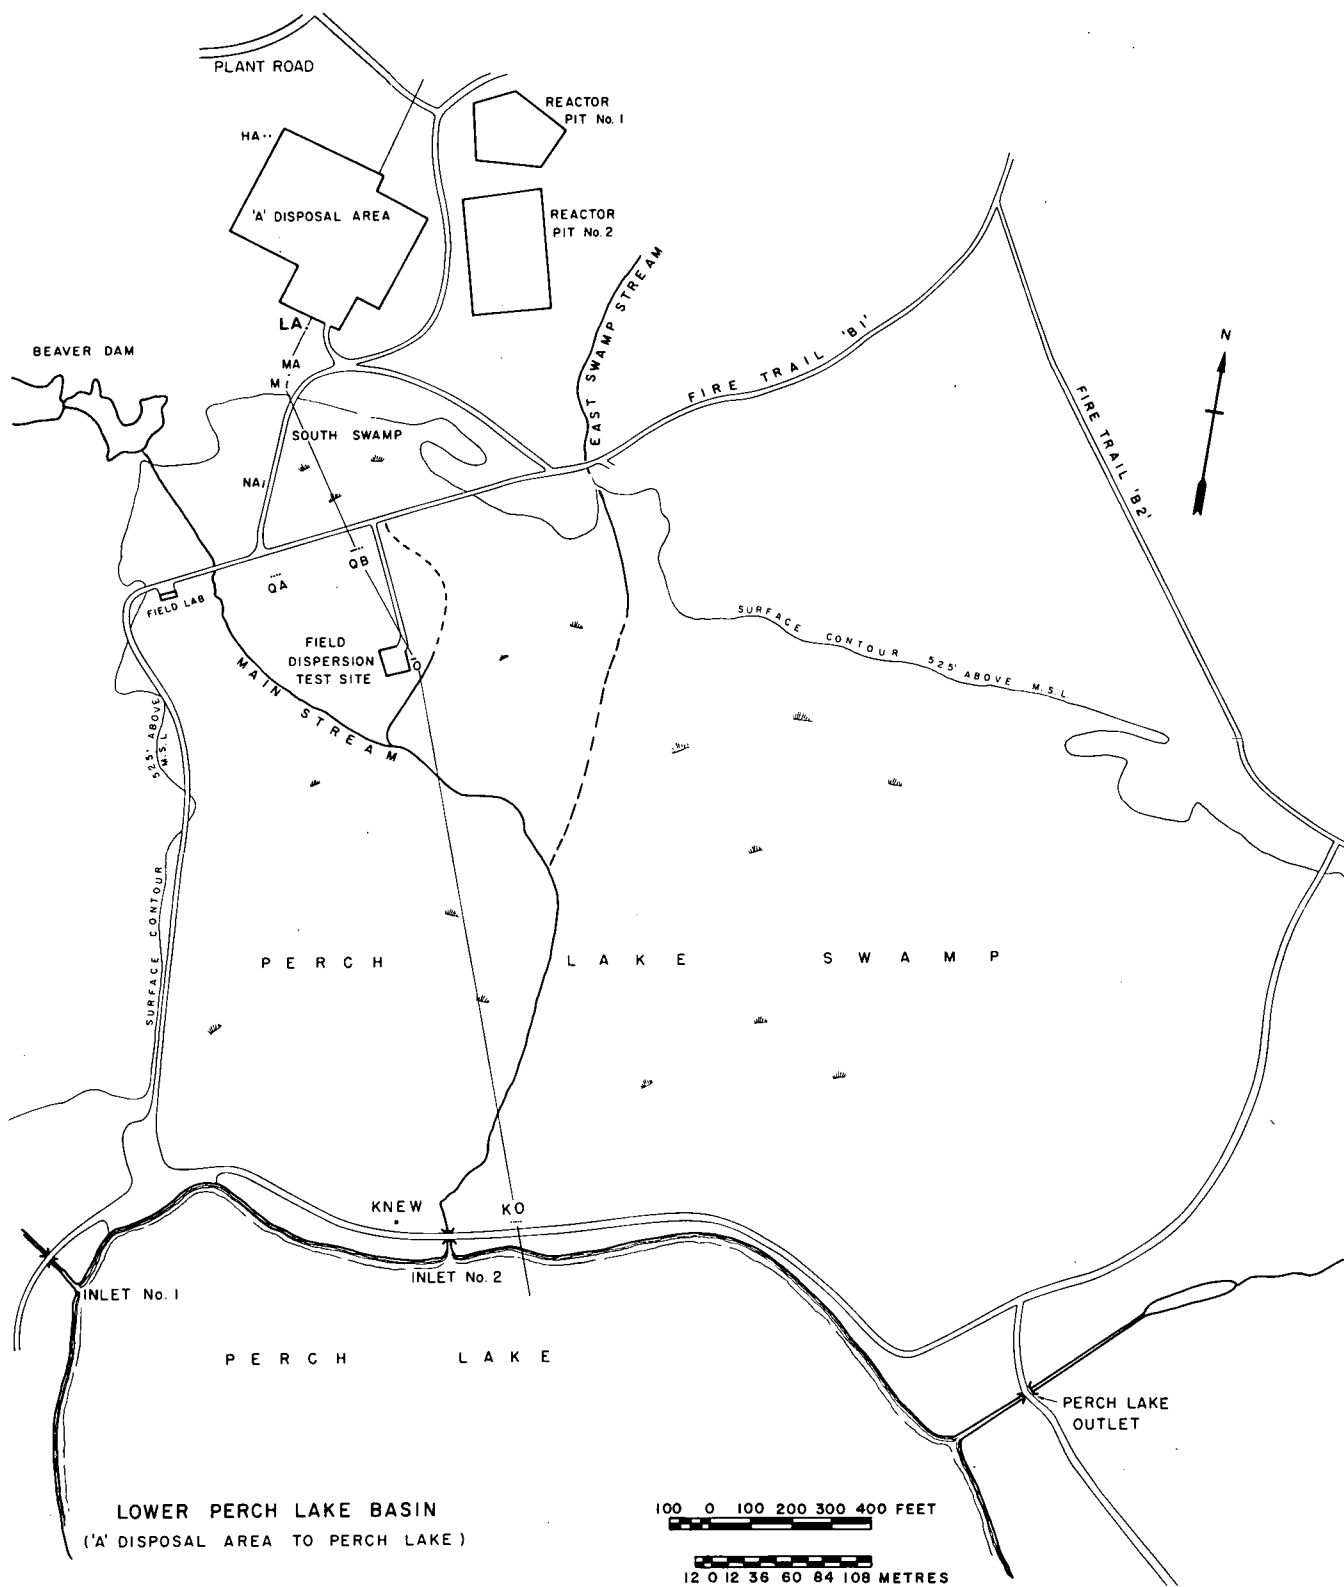 PLANT ROAD
REACTOR
PIT No. 1
HA
'A' DISPOSAL AREA
REACTOR
PIT No. 2
EAST SWAMP STREAM
LA
BEAVER DAM
MA
M
FIRE TRAIL 'B1'
N
FIRE TRAIL 'B2'
SOUTH SWAMP
NA
QB
QA
FIELD LAB
FIELD
DISPERSION
TEST SITE
O
MAIN STREAM
SURFACE CONTOUR 525' ABOVE M.S.L.
525' ABOVE
M.S.L
SURFACE CONTOUR
PERCH LAKE SWAMP
KNEW
KO
INLET No. 2
INLET No. 1
PERCH LAKE
PERCH LAKE
OUTLET
LOWER PERCH LAKE BASIN
('A' DISPOSAL AREA TO PERCH LAKE)
100 0 100 200 300 400 FEET
12 0 12 36 60 84 108 METRES